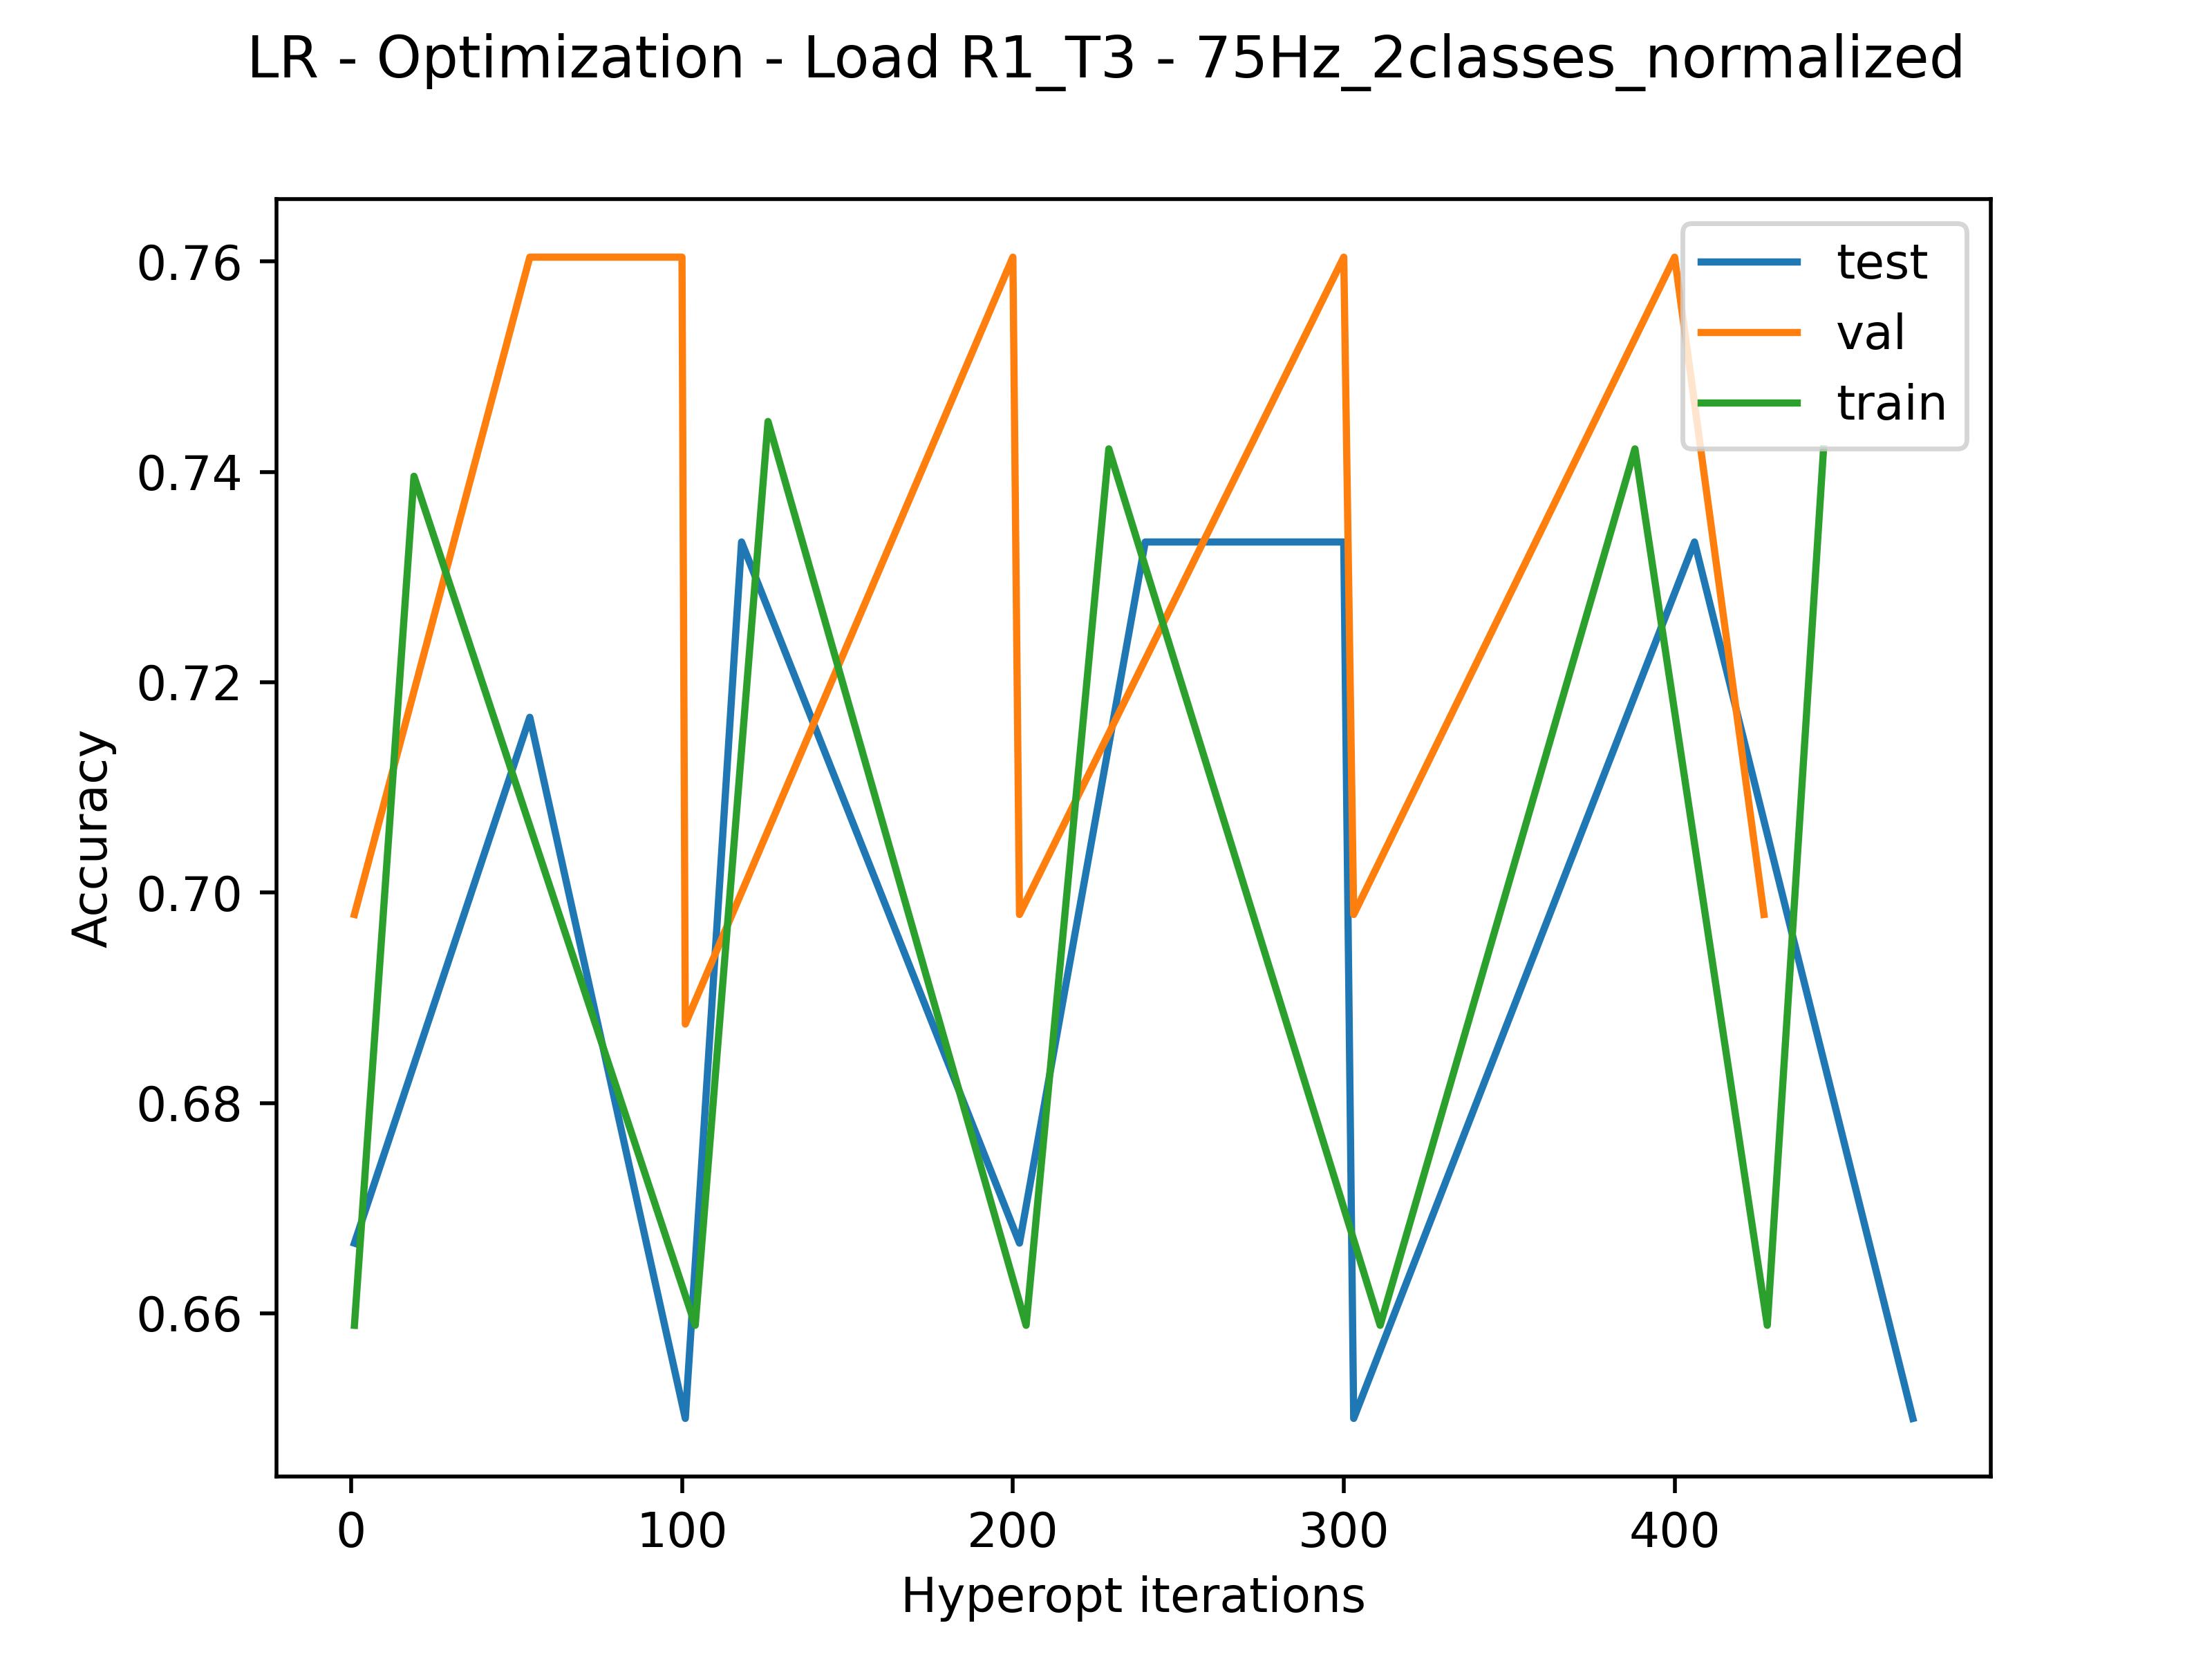 LR - Optimization - Load R1_T3 - 75Hz_2classes_normalized
0.76
0.74
0.72
0.70
0.68
0.66
Accuracy
test
val
train
0 100 200 300 400
Hyperopt iterations